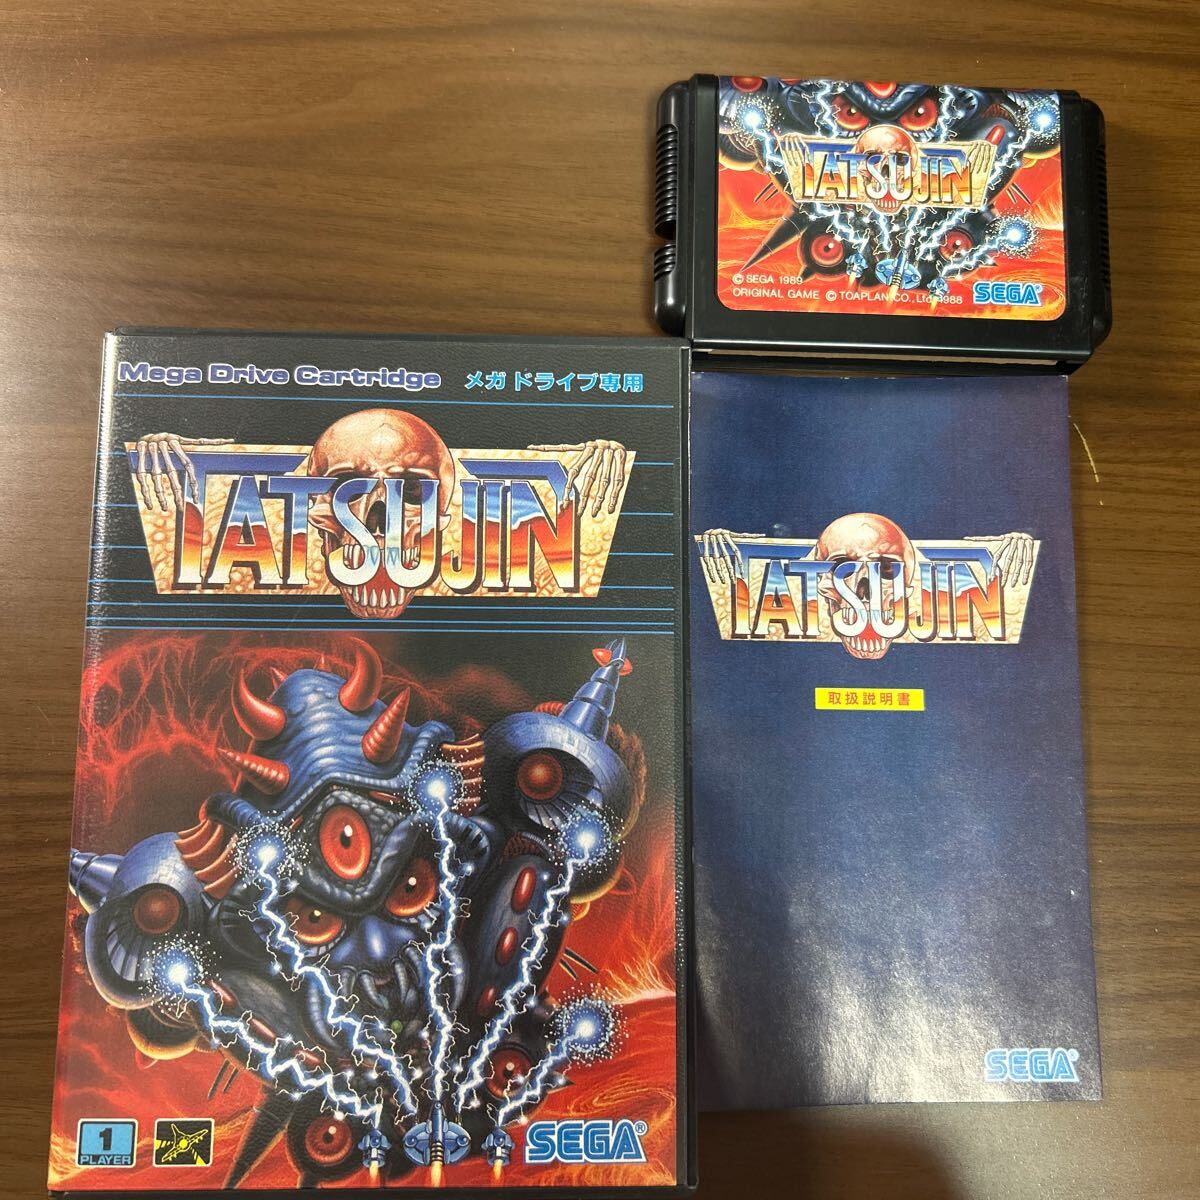 TATSUJIN
© SEGA 1989
ORIGINAL GAME © TOAPLAN CO., Ltd. 1988
SEGA®
Mega Drive Cartridge メガドライブ専用
TATSUJIN
1
PLAYER
SEGA®
TATSUJIN
取扱説明書
SEGA®